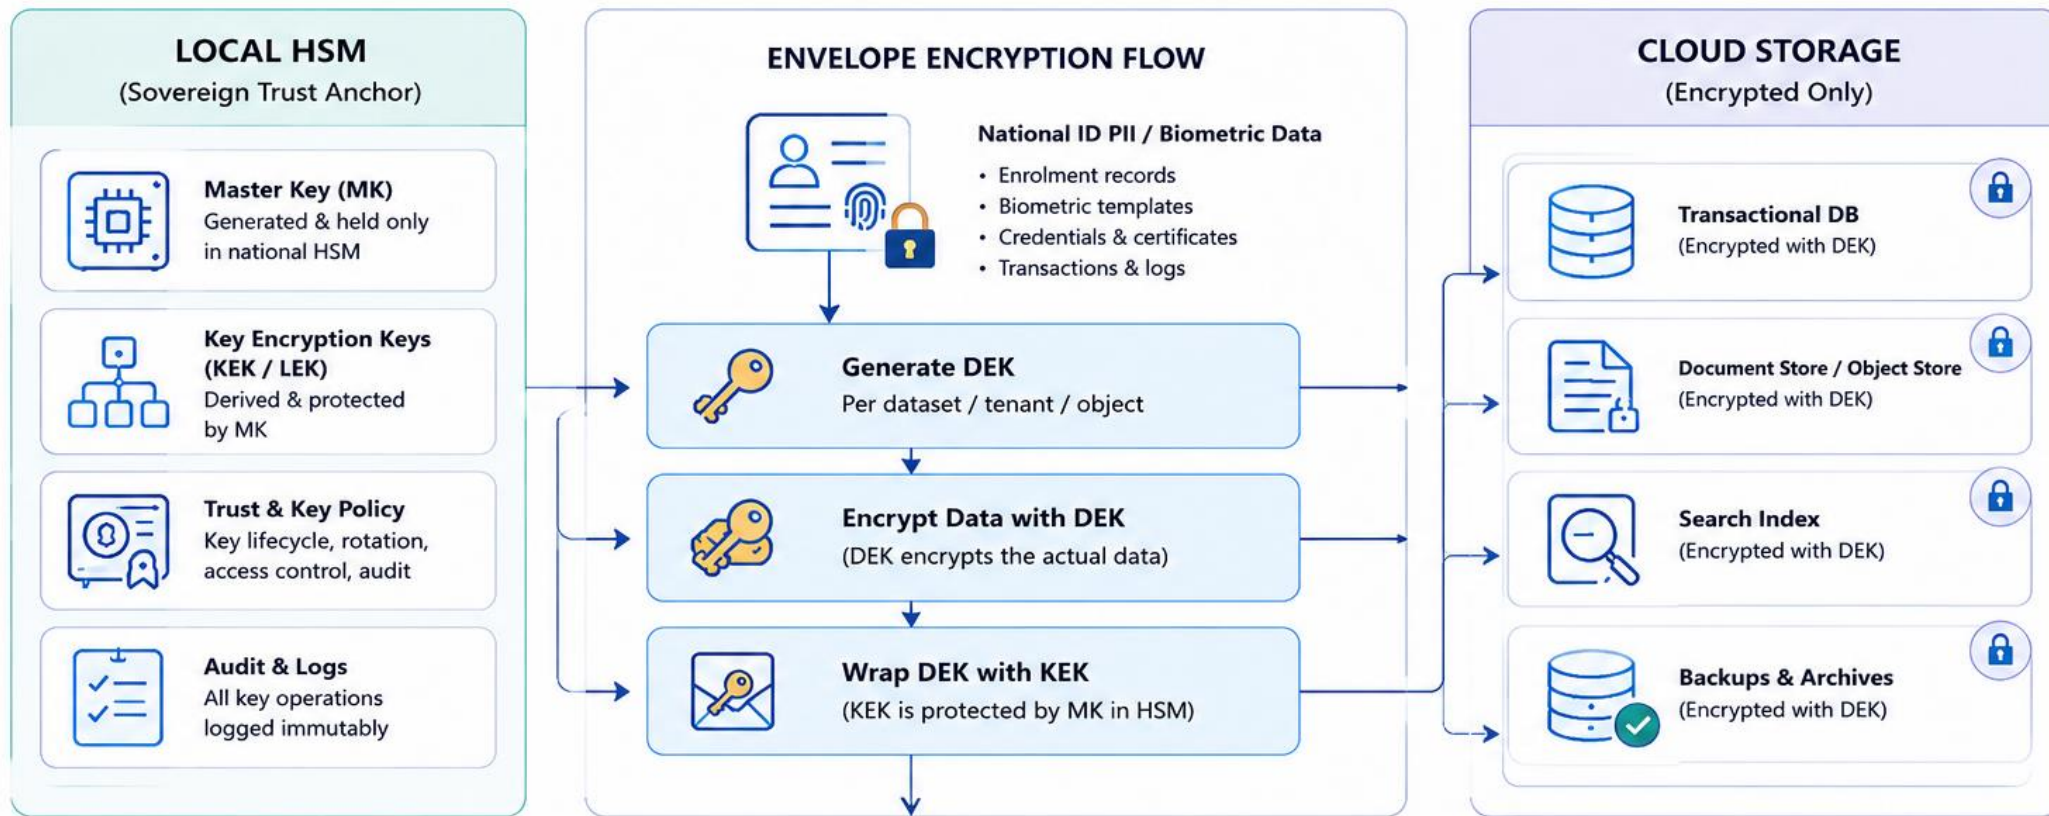 LOCAL HSM
(Sovereign Trust Anchor)
Master Key (MK)
Generated & held only
in national HSM
Key Encryption Keys
(KEK / LEK)
Derived & protected
by MK
Trust & Key Policy
Key lifecycle, rotation,
access control, audit
Audit & Logs
All key operations
logged immutably
ENVELOPE ENCRYPTION FLOW
National ID PII / Biometric Data
• Enrolment records
• Biometric templates
• Credentials & certificates
• Transactions & logs
Generate DEK
Per dataset / tenant / object
Encrypt Data with DEK
(DEK encrypts the actual data)
Wrap DEK with KEK
(KEK is protected by MK in HSM)
CLOUD STORAGE
(Encrypted Only)
Transactional DB
(Encrypted with DEK)
Document Store / Object Store
(Encrypted with DEK)
Search Index
(Encrypted with DEK)
Backups & Archives
(Encrypted with DEK)